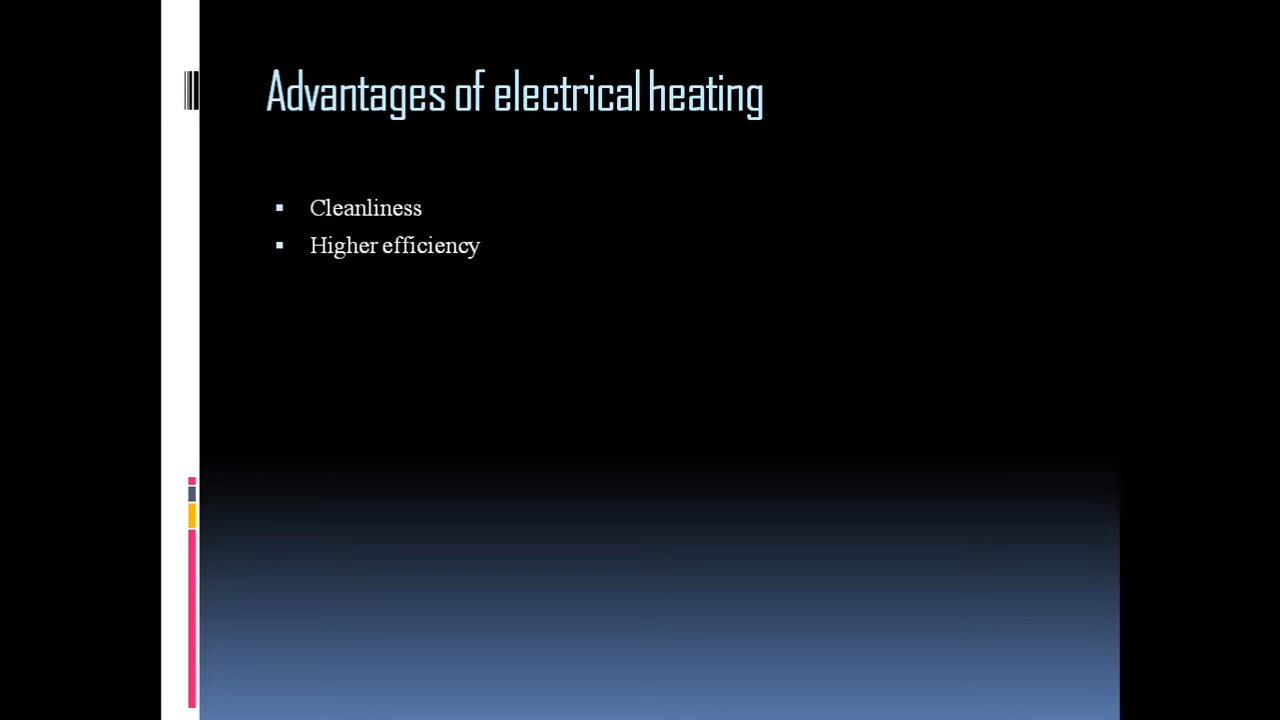 Advantages of electrical heating
▪ Cleanliness
▪ Higher efficiency